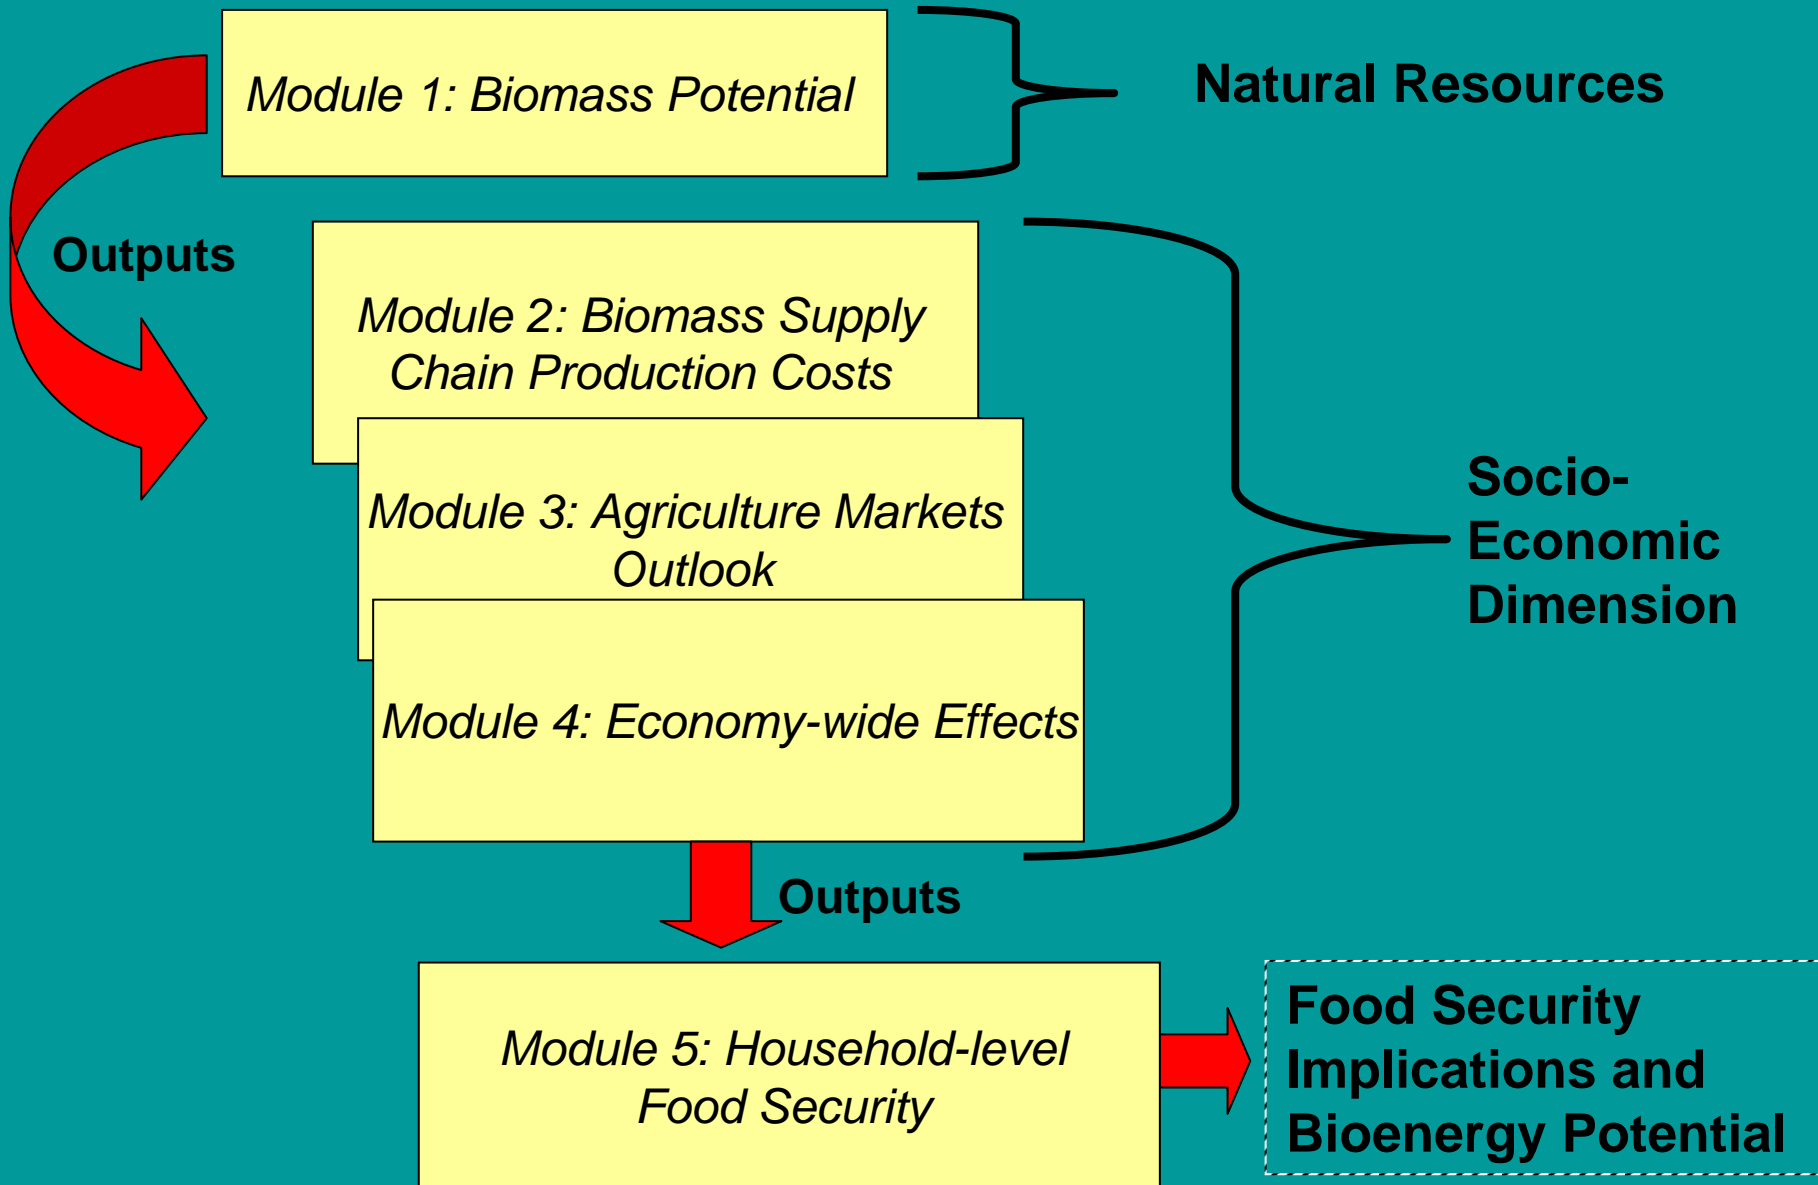 Module 1: Biomass Potential
Natural Resources
Outputs
Module 2: Biomass Supply
Chain Production Costs
Module 3: Agriculture Markets
Outlook
Module 4: Economy-wide Effects
Socio-
Economic
Dimension
Outputs
Module 5: Household-level
Food Security
Food Security
Implications and
Bioenergy Potential